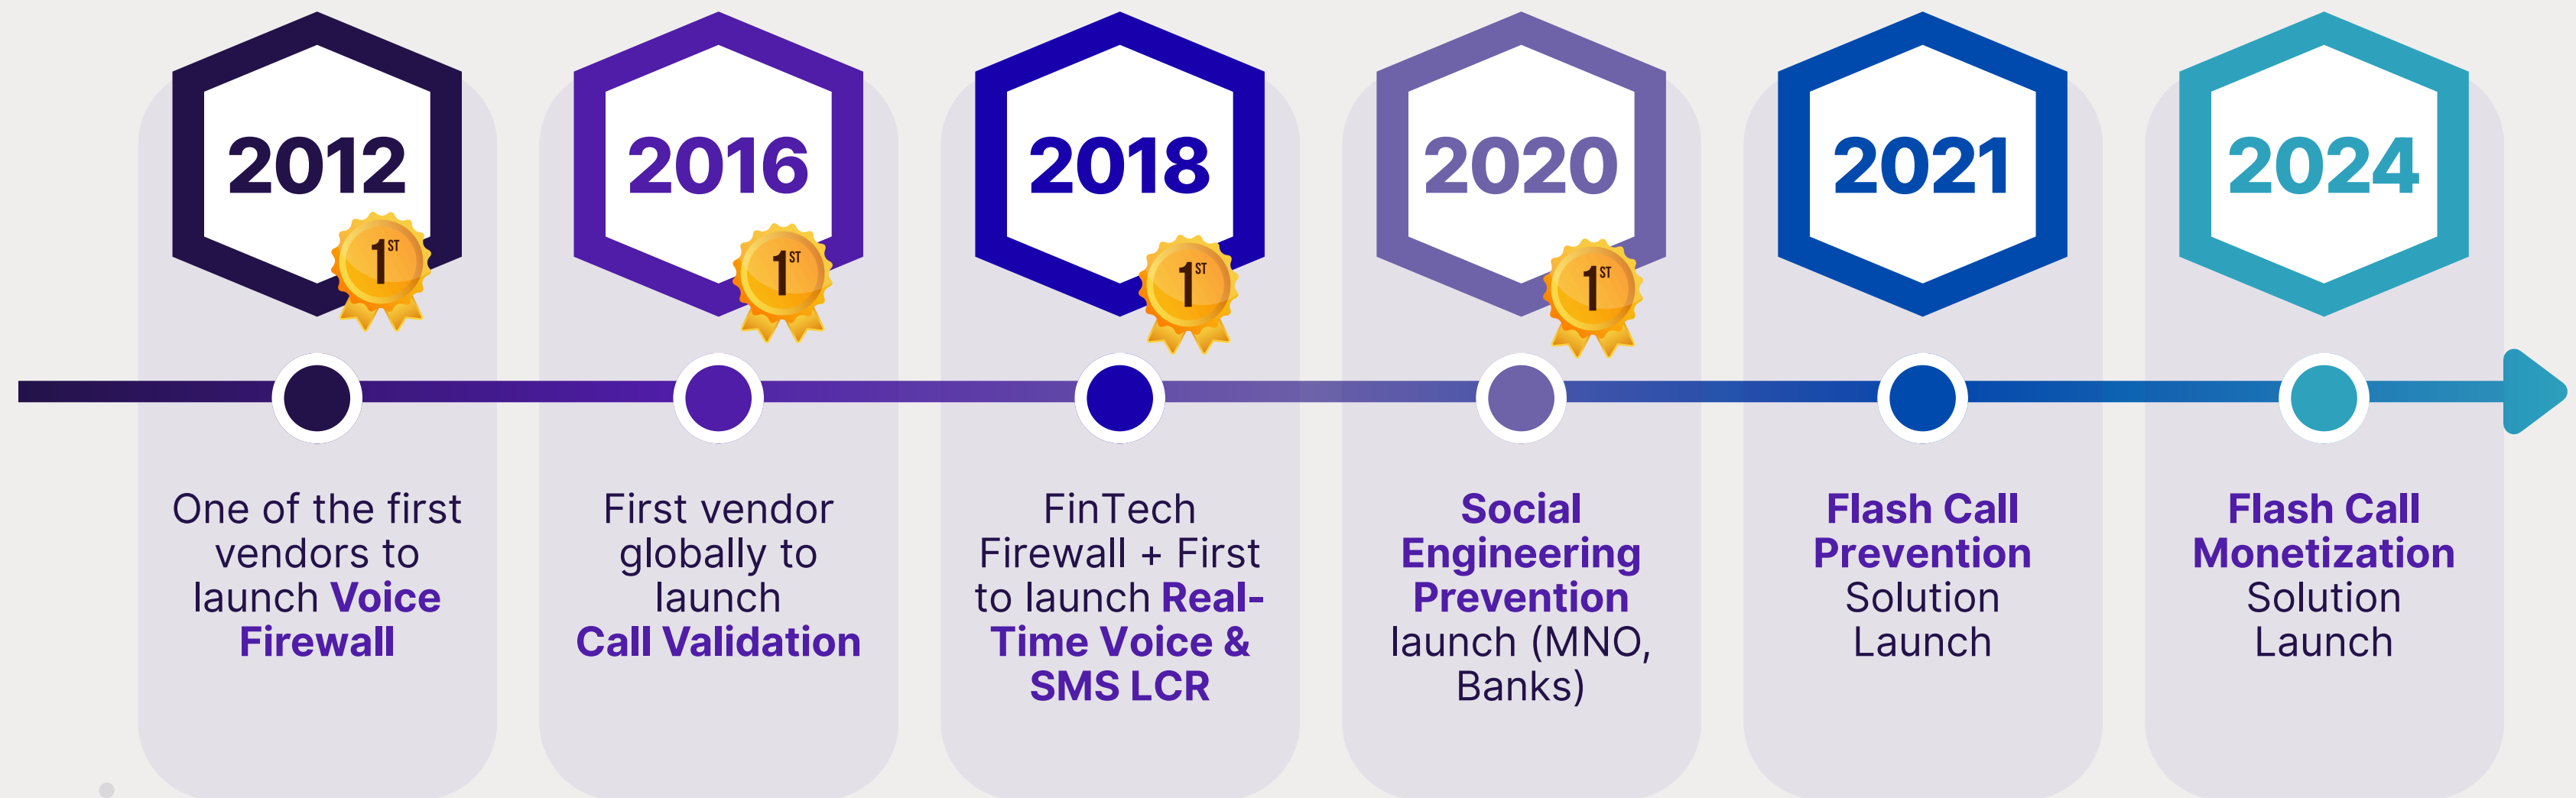 2012
1ST
One of the first
vendors to
launch Voice
Firewall
2016
1ST
First vendor
globally to
launch
Call Validation
2018
1ST
FinTech
Firewall + First
to launch Real-
Time Voice &
SMS LCR
2020
1ST
Social
Engineering
Prevention
launch (MNO,
Banks)
2021
Flash Call
Prevention
Solution
Launch
2024
Flash Call
Monetization
Solution
Launch